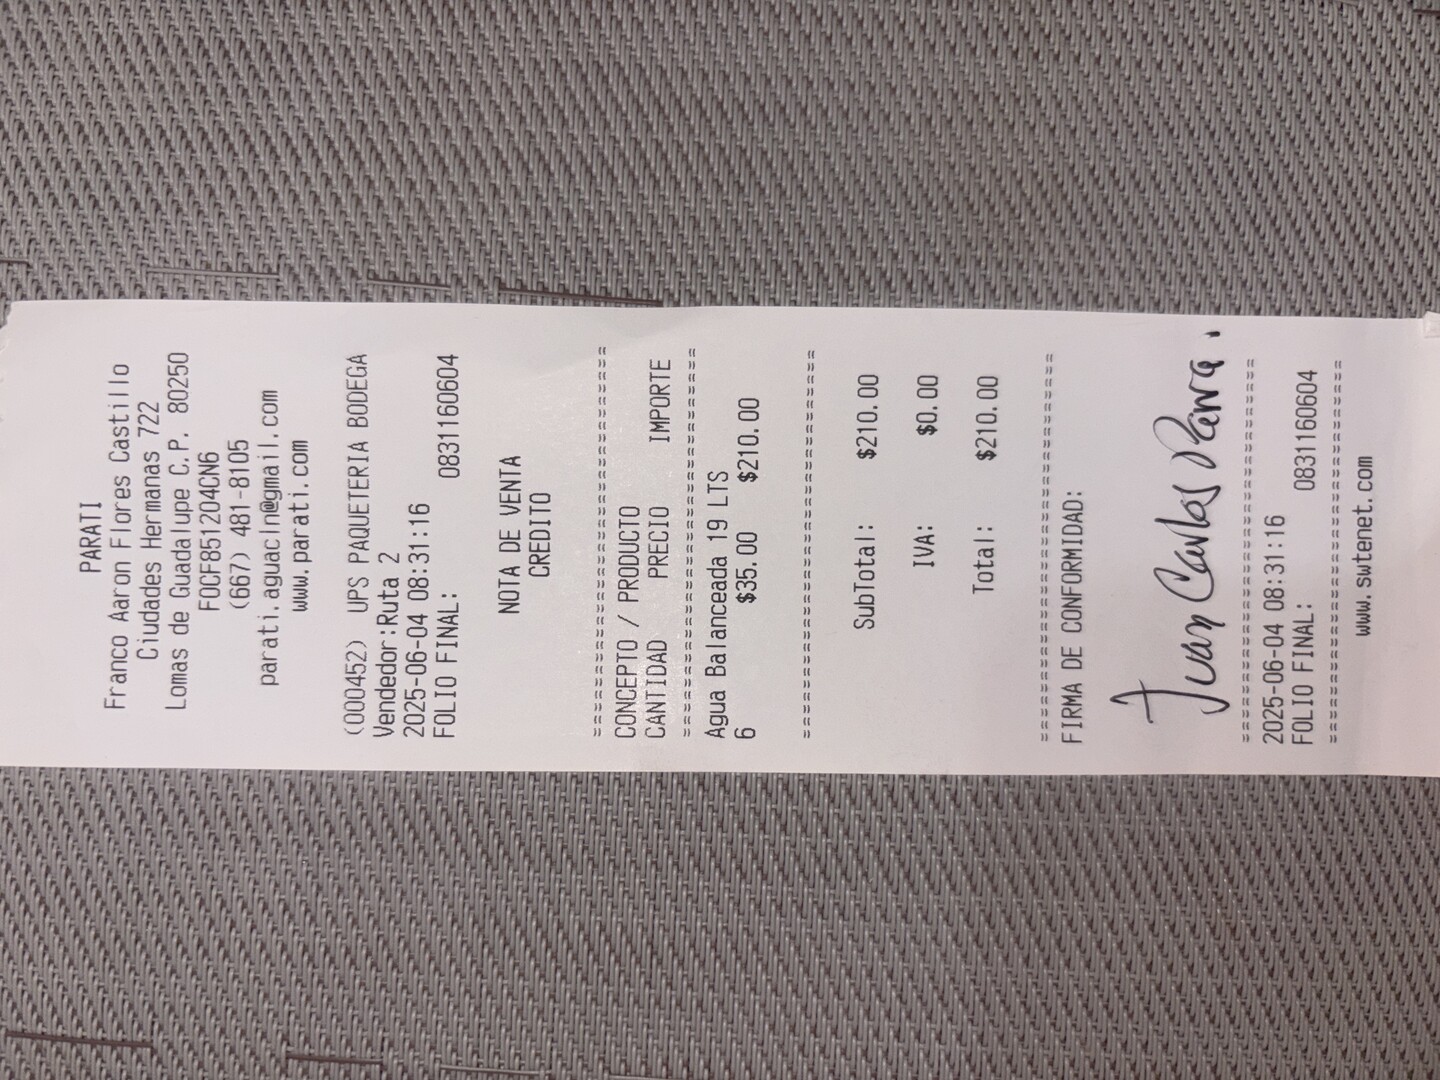 PARATI
Franco Aaron Flores Castillo
Ciudades Hermanas 722
Lomas de Guadalupe C.P. 80250
FOCF851204CN6
(667) 481-8105
parati.aguacln@gmail.com
www.parati.com
(000452) UPS PAQUETERIA BODEGA
Vendedor:Ruta 2
2025-06-04 08:31:16
FOLIO FINAL: 0831160604
NOTA DE VENTA
CREDITO
==============================
CONCEPTO / PRODUCTO
CANTIDAD PRECIO IMPORTE
==============================
Agua Balanceada 19 LTS
6 $35.00 $210.00
==============================
SubTotal: $210.00
IVA: $0.00
Total: $210.00
==============================
FIRMA DE CONFORMIDAD:
Juan Carlos Parra.
==============================
2025-06-04 08:31:16
FOLIO FINAL: 0831160604
==============================
www.swtenet.com